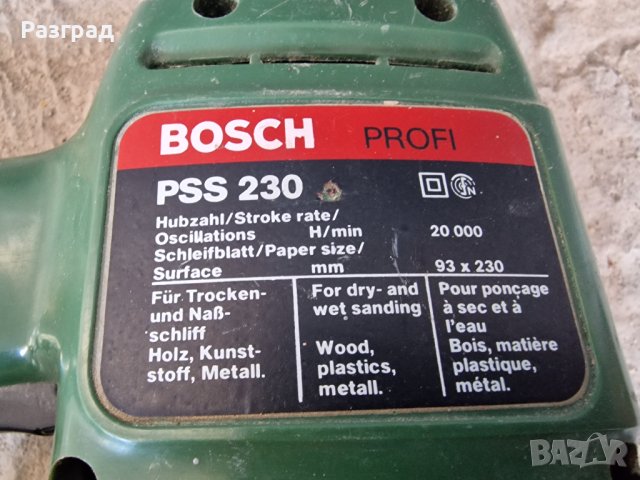 Разград
BOSCH PROFI
PSS 230
Hubzahl/Stroke rate/
Oscillations H/min 20.000
Schleifblatt/Paper size/
Surface mm 93 x 230
Für Trocken-
und Naß-
schliff
Holz, Kunst-
stoff, Metall.
For dry- and
wet sanding
Wood,
plastics,
metall.
Pour ponçage
à sec et à
l'eau
Bois, matière
plastique,
métal.
BAZAR